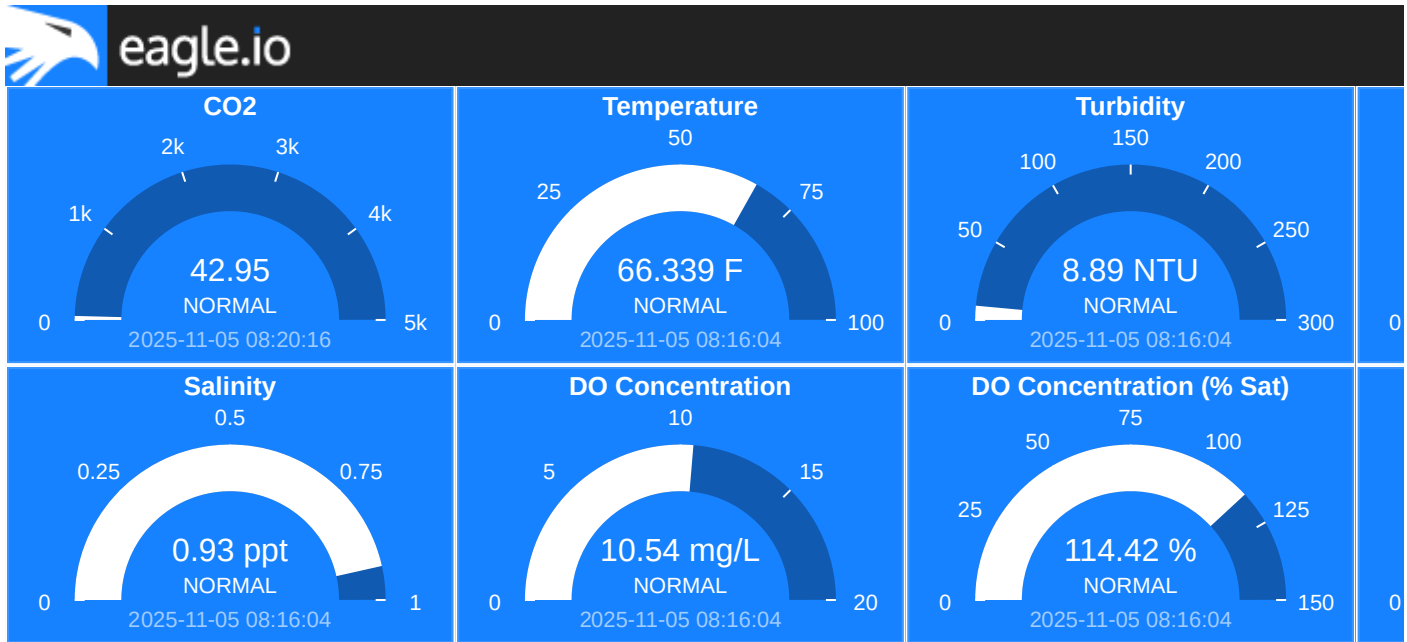 eagle.io
CO2
2k
3k
1k
4k
0
5k
42.95
NORMAL
2025-11-05 08:20:16
Temperature
50
25
75
0
100
66.339 F
NORMAL
2025-11-05 08:16:04
Turbidity
150
100
200
50
250
0
300
8.89 NTU
NORMAL
2025-11-05 08:16:04
0
Salinity
0.5
0.25
0.75
0
1
0.93 ppt
NORMAL
2025-11-05 08:16:04
DO Concentration
10
5
15
0
20
10.54 mg/L
NORMAL
2025-11-05 08:16:04
DO Concentration (% Sat)
75
50
100
25
125
0
150
114.42 %
NORMAL
2025-11-05 08:16:04
0